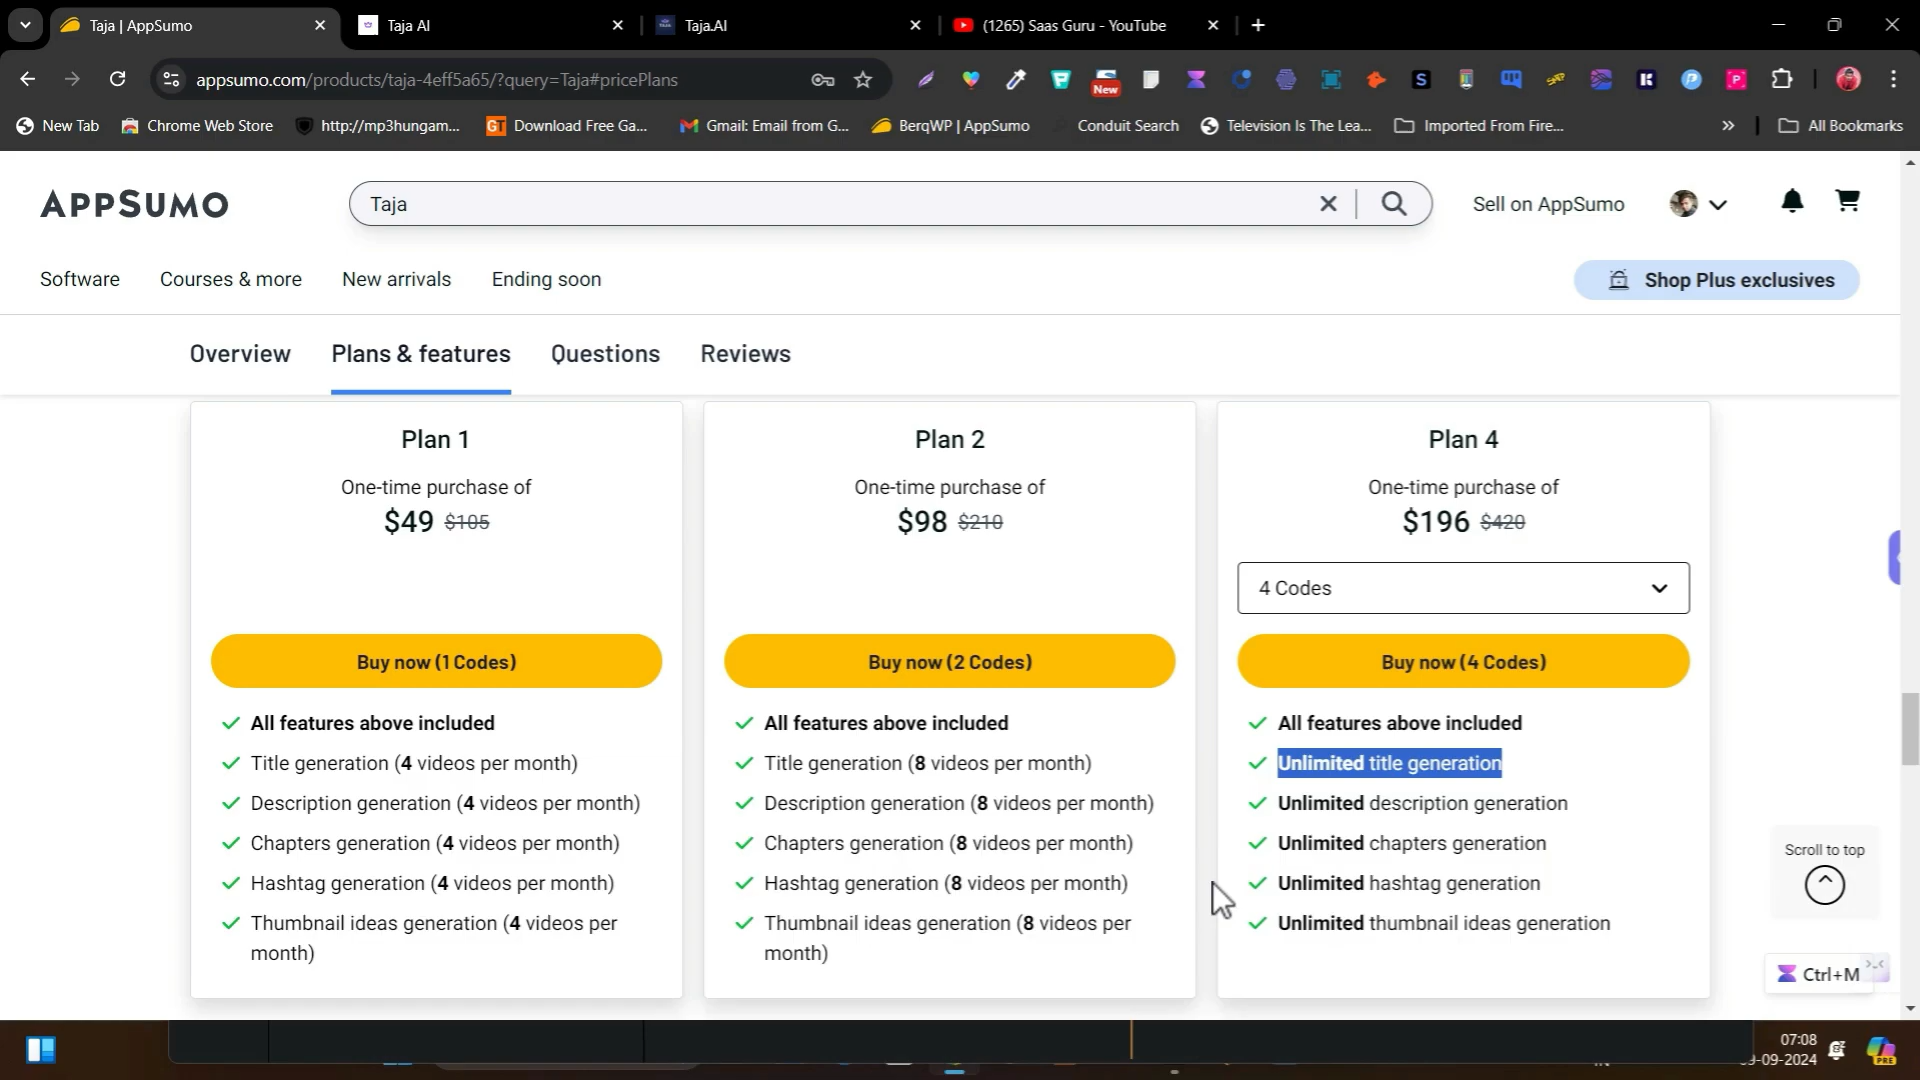 Taja | AppSumo
Taja AI
Taja.AI
(1265) Saas Guru - YouTube
appsumo.com/products/taja-4eff5a65/?query=Taja#pricePlans
New
New Tab
Chrome Web Store
http://mp3hungam...
Download Free Ga...
Gmail: Email from G...
BerqWP | AppSumo
Conduit Search
Television Is The Lea...
Imported From Fire...
All Bookmarks
APPSUMO
Taja
Sell on AppSumo
Software
Courses & more
New arrivals
Ending soon
Shop Plus exclusives
Overview
Plans & features
Questions
Reviews
Plan 1
One-time purchase of
$49 $105
Buy now (1 Codes)
All features above included
Title generation (4 videos per month)
Description generation (4 videos per month)
Chapters generation (4 videos per month)
Hashtag generation (4 videos per month)
Thumbnail ideas generation (4 videos per
month)
Plan 2
One-time purchase of
$98 $210
Buy now (2 Codes)
All features above included
Title generation (8 videos per month)
Description generation (8 videos per month)
Chapters generation (8 videos per month)
Hashtag generation (8 videos per month)
Thumbnail ideas generation (8 videos per
month)
Plan 4
One-time purchase of
$196 $420
4 Codes
Buy now (4 Codes)
All features above included
Unlimited title generation
Unlimited description generation
Unlimited chapters generation
Unlimited hashtag generation
Unlimited thumbnail ideas generation
Scroll to top
Ctrl+M
07:08